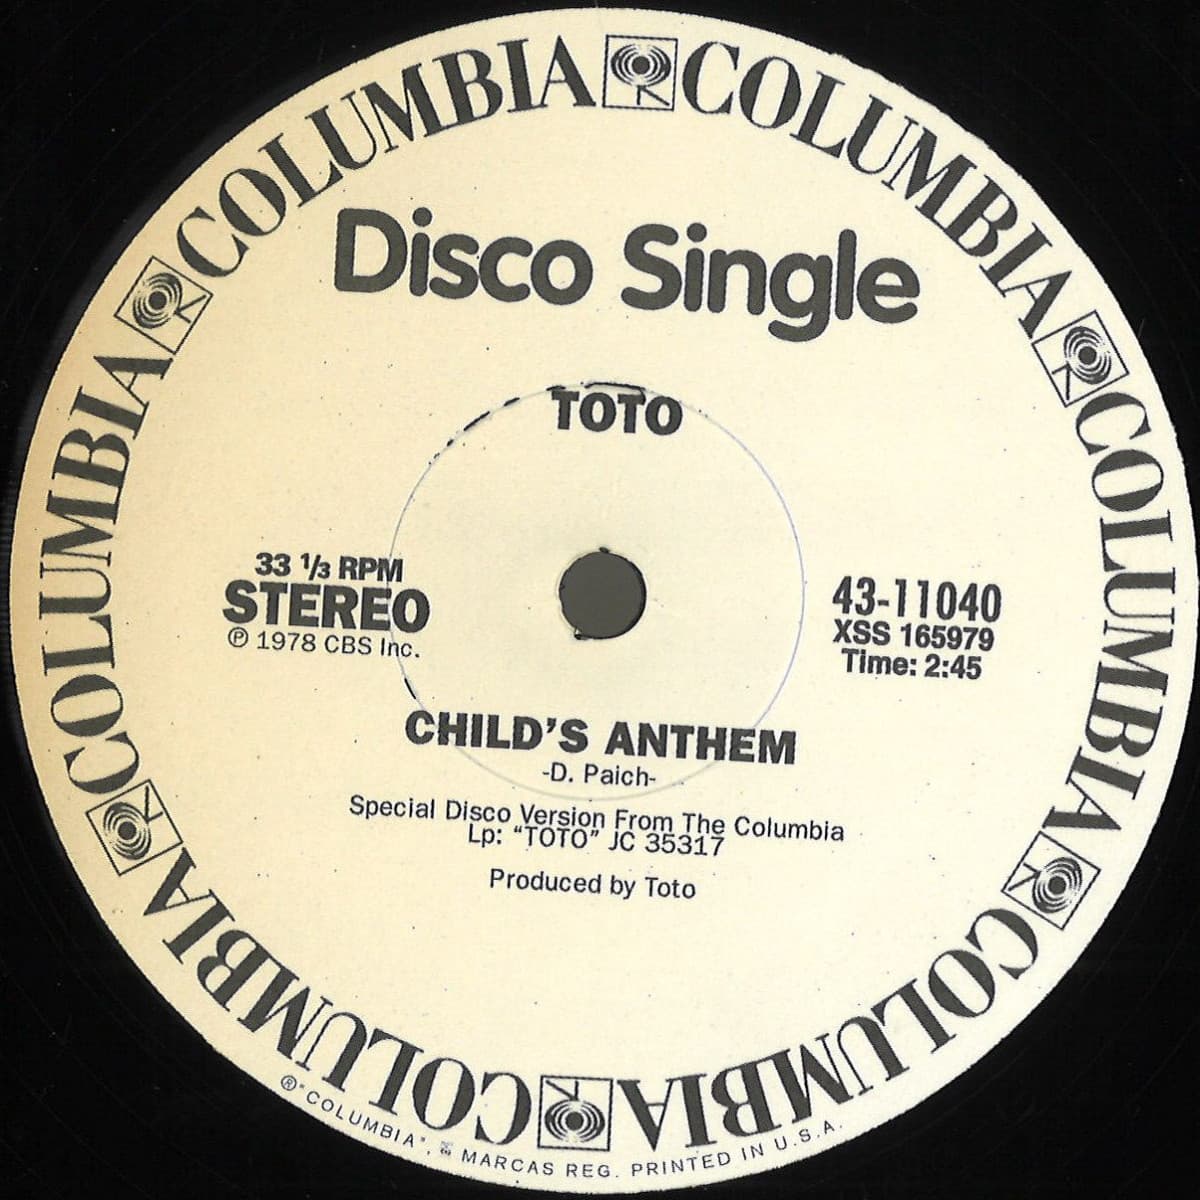 COLUMBIA COLUMBIA COLUMBIA COLUMBIA COLUMBIA COLUMBIA
Disco Single
TOTO
33 ⅓ RPM
STEREO
℗ 1978 CBS Inc.
43-11040
XSS 165979
Time: 2:45
CHILD'S ANTHEM
-D. Paich-
Special Disco Version From The Columbia
Lp: "TOTO" JC 35317
Produced by Toto
® "COLUMBIA", MARCAS REG. PRINTED IN U.S.A.